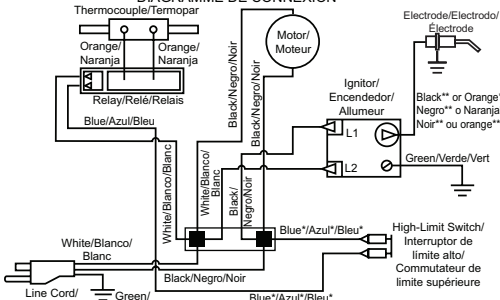 DIAGRAMME DE CONNEXION
Thermocouple/Termopar
Orange/
Naranja
Orange/
Naranja
Relay/Relé/Relais
Blue/Azul/Bleu
White/Blanco/Blanc
Black/Negro/Noir
Black/Negro/Noir
Motor/
Moteur
Electrode/Electrodo/
Électrode
Ignitor/
Encendedor/
Allumeur
L1
L2
Black** or Orange*
Negro** o Naranja
Noir** ou orange**
Green/Verde/Vert
White/Blanco/
Blanc
Black/
Negro/Noir
Blue*/Azul*/Bleu*
High-Limit Switch/
Interruptor de
límite alto/
Commutateur de
limite supérieure
White/Blanco/
Blanc
Black/Negro/Noir
Line Cord/
Green/
Blue*/Azul*/Bleu*